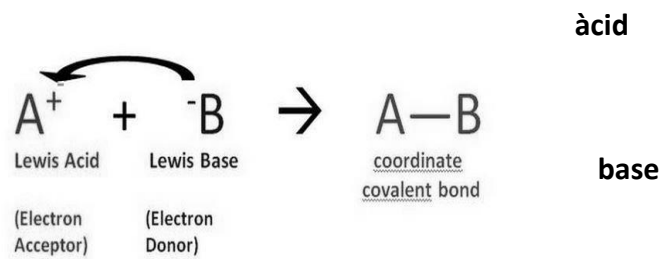 àcid
A⁺ + ⁻B → A—B
Lewis Acid Lewis Base coordinate
covalent bond
base
(Electron (Electron
Acceptor) Donor)